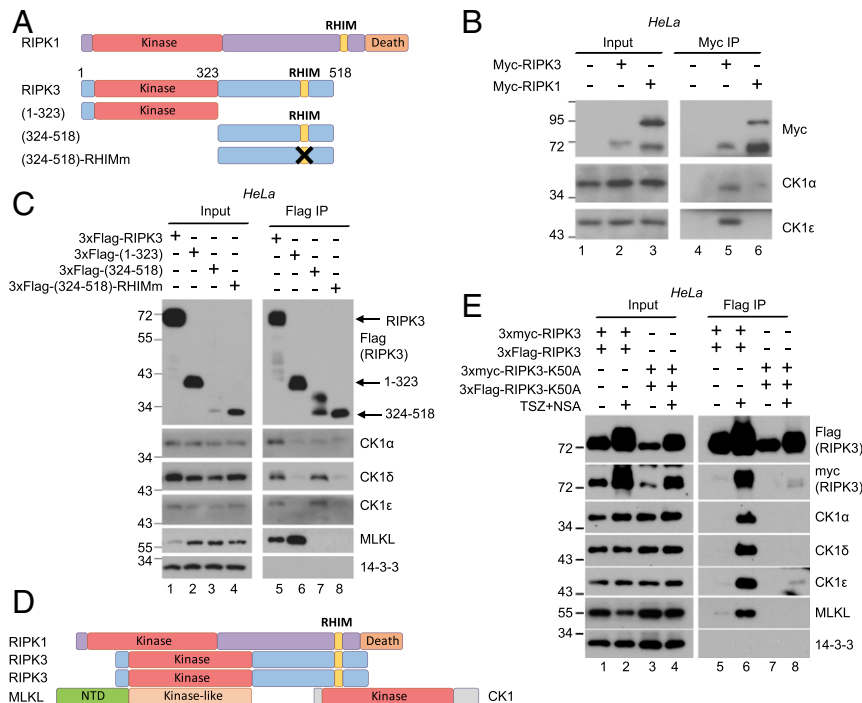 A
RHIM
RIPK1 Kinase Death
1 323 RHIM 518
RIPK3 Kinase
(1-323) Kinase
RHIM
(324-518)
(324-518)-RHIMm
B
HeLa
Input Myc IP
Myc-RIPK3 - + - - + -
Myc-RIPK1 - - + - - +
95
72
Myc
34
CK1α
43
CK1ε
1 2 3 4 5 6
C
HeLa
Input Flag IP
3xFlag-RIPK3 + - - - + - - -
3xFlag-(1-323) - + - - - + - -
3xFlag-(324-518) - - + - - - + -
3xFlag-(324-518)-RHIMm - - - + - - - +
72
RIPK3
55
Flag
(RIPK3)
43
1-323
34
324-518
CK1α
34
CK1δ
43
CK1ε
43
MLKL
55
34
14-3-3
1 2 3 4 5 6 7 8
D
RHIM
RIPK1 Kinase Death
RIPK3 Kinase
RIPK3 Kinase
MLKL NTD Kinase-like Kinase CK1
E
HeLa
Input Flag IP
3xmyc-RIPK3 + + - - + + - -
3xFlag-RIPK3 + + - - + + - -
3xmyc-RIPK3-K50A - - + + - - + +
3xFlag-RIPK3-K50A - - + + - - + +
TSZ+NSA - + - + - + - +
Flag
(RIPK3)
72
myc
(RIPK3)
72
CK1α
34
CK1δ
43
CK1ε
43
55
MLKL
34
14-3-3
1 2 3 4 5 6 7 8